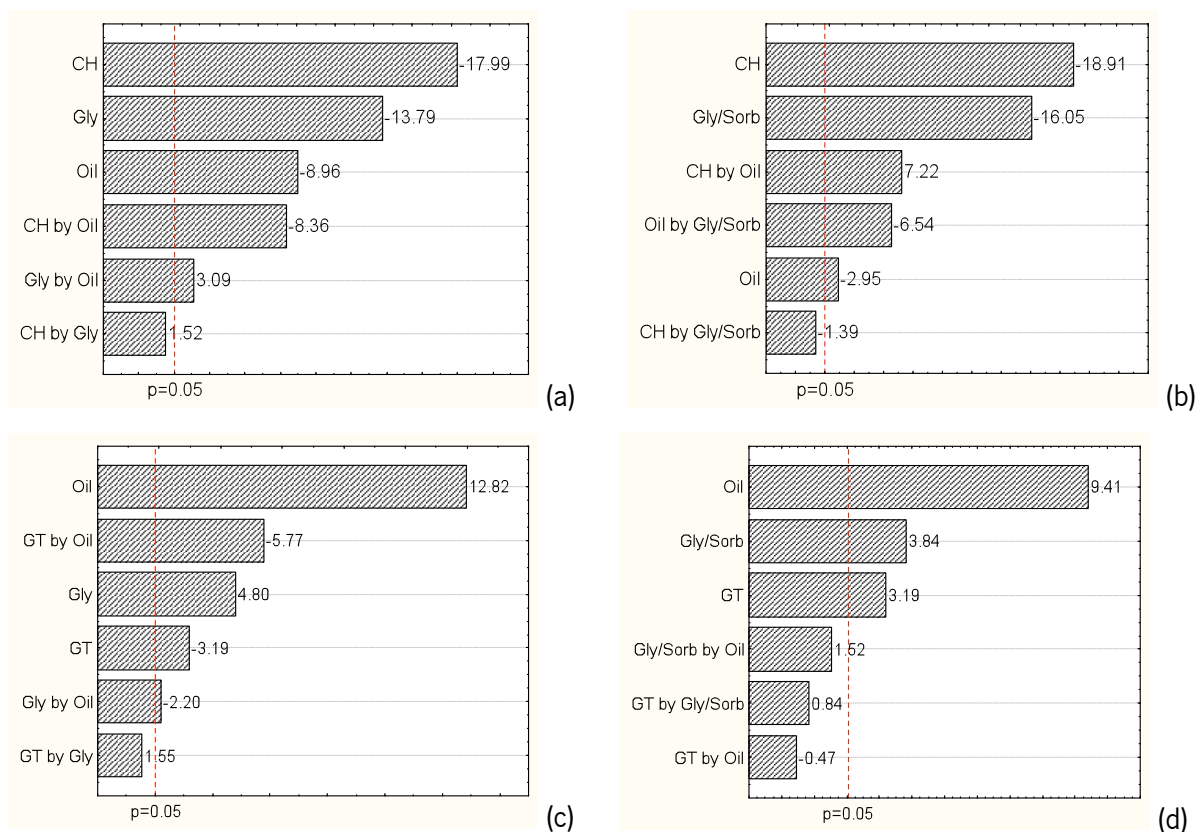 CH -17.99
Gly -13.79
Oil -8.96
CH by Oil -8.36
Gly by Oil 3.09
CH by Gly 1.52
p=0.05
(a)
CH -18.91
Gly/Sorb -16.05
CH by Oil 7.22
Oil by Gly/Sorb -6.54
Oil -2.95
CH by Gly/Sorb -1.39
p=0.05
(b)
Oil 12.82
GT by Oil -5.77
Gly 4.80
GT -3.19
Gly by Oil -2.20
GT by Gly 1.55
p=0.05
(c)
Oil 9.41
Gly/Sorb 3.84
GT 3.19
Gly/Sorb by Oil 1.52
GT by Gly/Sorb 0.84
GT by Oil -0.47
p=0.05
(d)